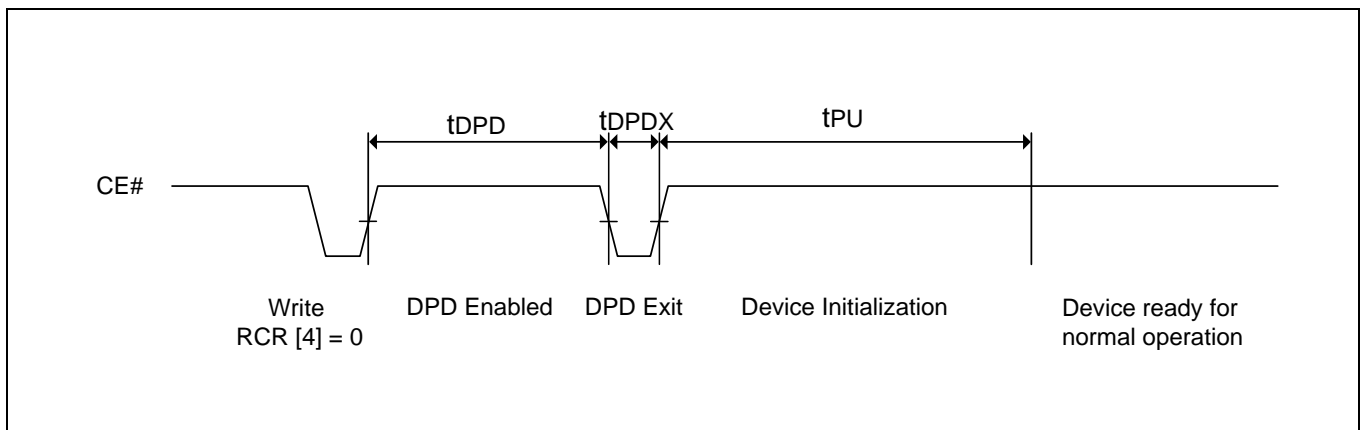 tDPD
tDPDX
tPU
CE#
Write
RCR [4] = 0
DPD Enabled
DPD Exit
Device Initialization
Device ready for
normal operation